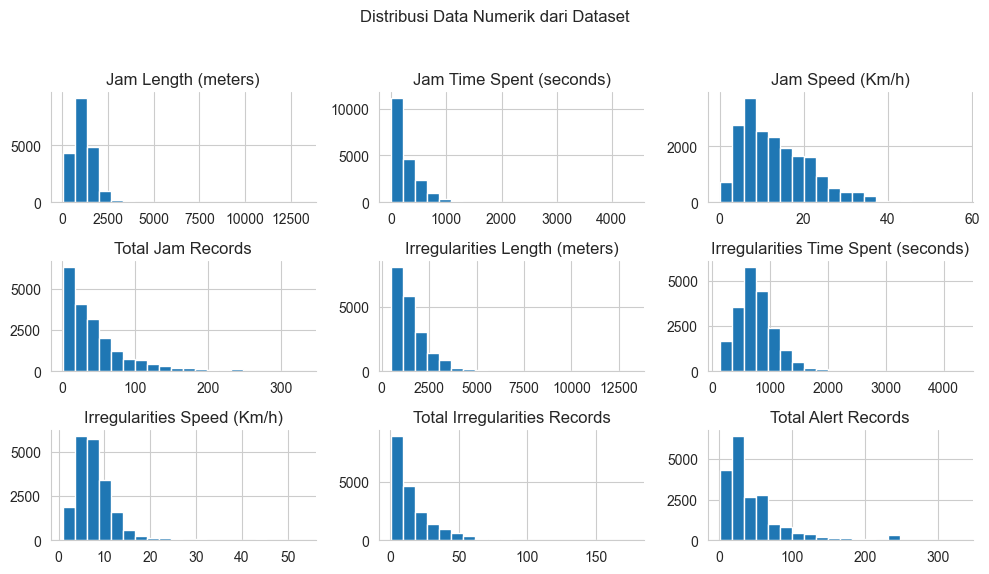 Distribusi Data Numerik dari Dataset
Jam Length (meters)
5000
0
0 2500 5000 7500 10000 12500
Jam Time Spent (seconds)
10000
5000
0
0 1000 2000 3000 4000
Jam Speed (Km/h)
2000
0
0 20 40 60
Total Jam Records
5000
2500
0
0 100 200 300
Irregularities Length (meters)
5000
0
0 2500 5000 7500 10000 12500
Irregularities Time Spent (seconds)
5000
2500
0
0 1000 2000 3000 4000
Irregularities Speed (Km/h)
5000
2500
0
0 10 20 30 40 50
Total Irregularities Records
5000
0
0 50 100 150
Total Alert Records
5000
2500
0
0 100 200 300